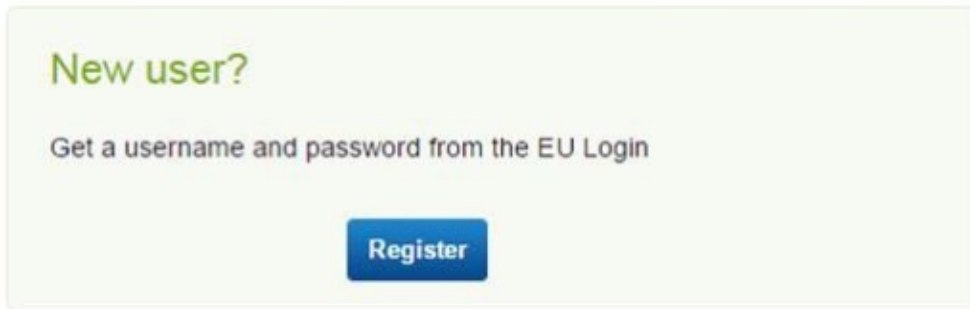 New user?
Get a username and password from the EU Login
Register